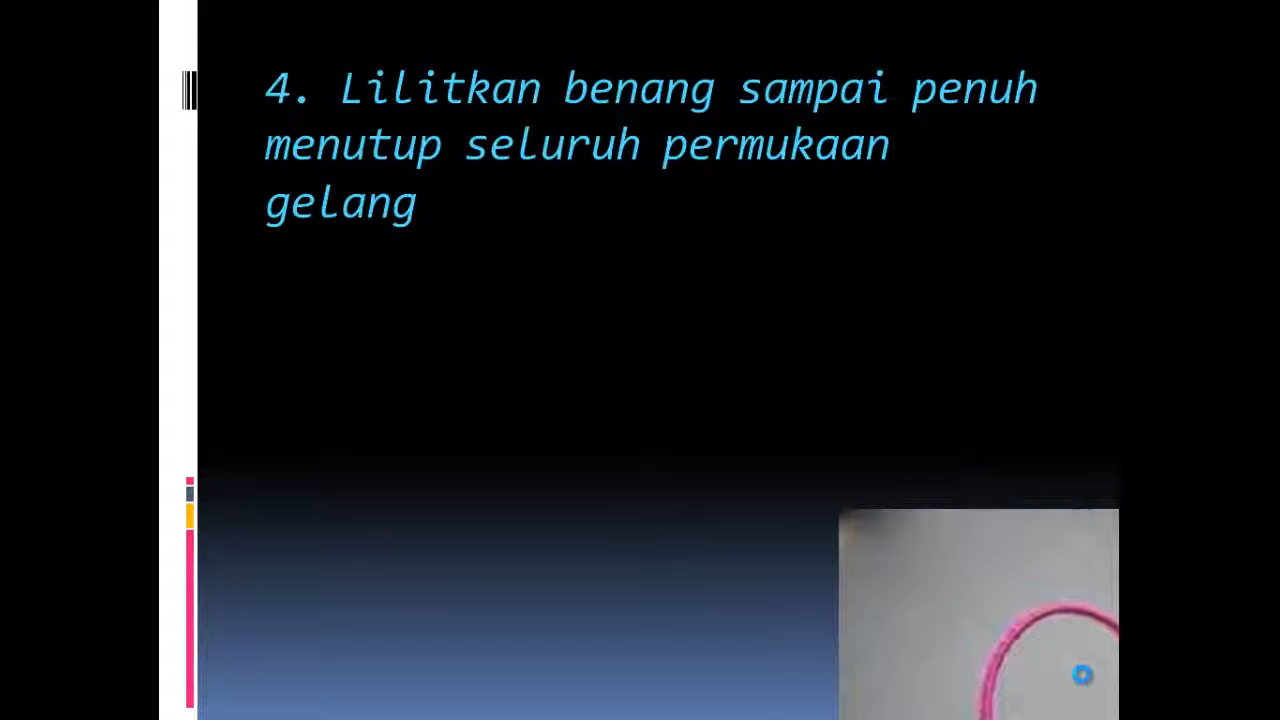 4. Lilitkan benang sampai penuh
menutup seluruh permukaan
gelang